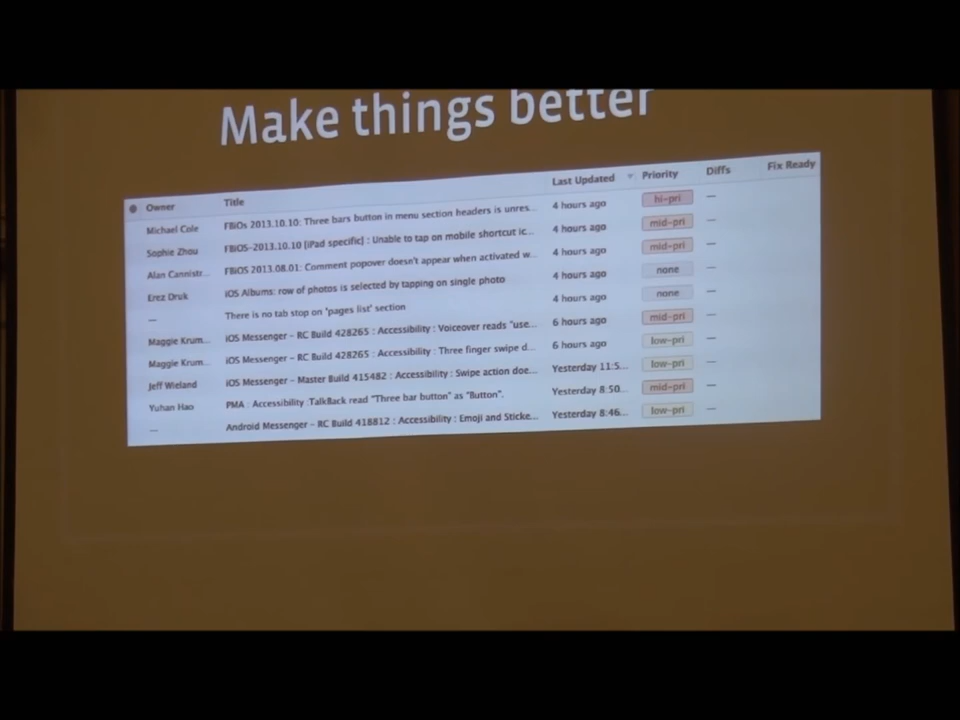 Make things better
Owner Title Last Updated Priority Diffs Fix Ready
Michael Cole FBiOs 2013.10.10: Three bars button in menu section headers is unres... 4 hours ago hi-pri —
Sophie Zhou FBiOS-2013.10.10 [iPad specific] : Unable to tap on mobile shortcut ic... 4 hours ago mid-pri —
Alan Cannistr... FBiOS 2013.08.01: Comment popover doesn't appear when activated w... 4 hours ago mid-pri —
Erez Druk iOS Albums: row of photos is selected by tapping on single photo 4 hours ago none —
— There is no tab stop on "pages list" section 4 hours ago none —
Maggie Krum... iOS Messenger – RC Build 428265 : Accessibility : Voiceover reads "use... 6 hours ago mid-pri —
Maggie Krum... iOS Messenger – RC Build 428265 : Accessibility : Three finger swipe d... 6 hours ago low-pri —
Jeff Wieland iOS Messenger – Master Build 415482 : Accessibility : Swipe action doe... Yesterday 11:5... low-pri —
Yuhan Hao PMA : Accessibility :TalkBack read "Three bar button" as "Button". Yesterday 8:50... mid-pri —
— Android Messenger – RC Build 418812 : Accessibility : Emoji and Sticke... Yesterday 8:46... low-pri —